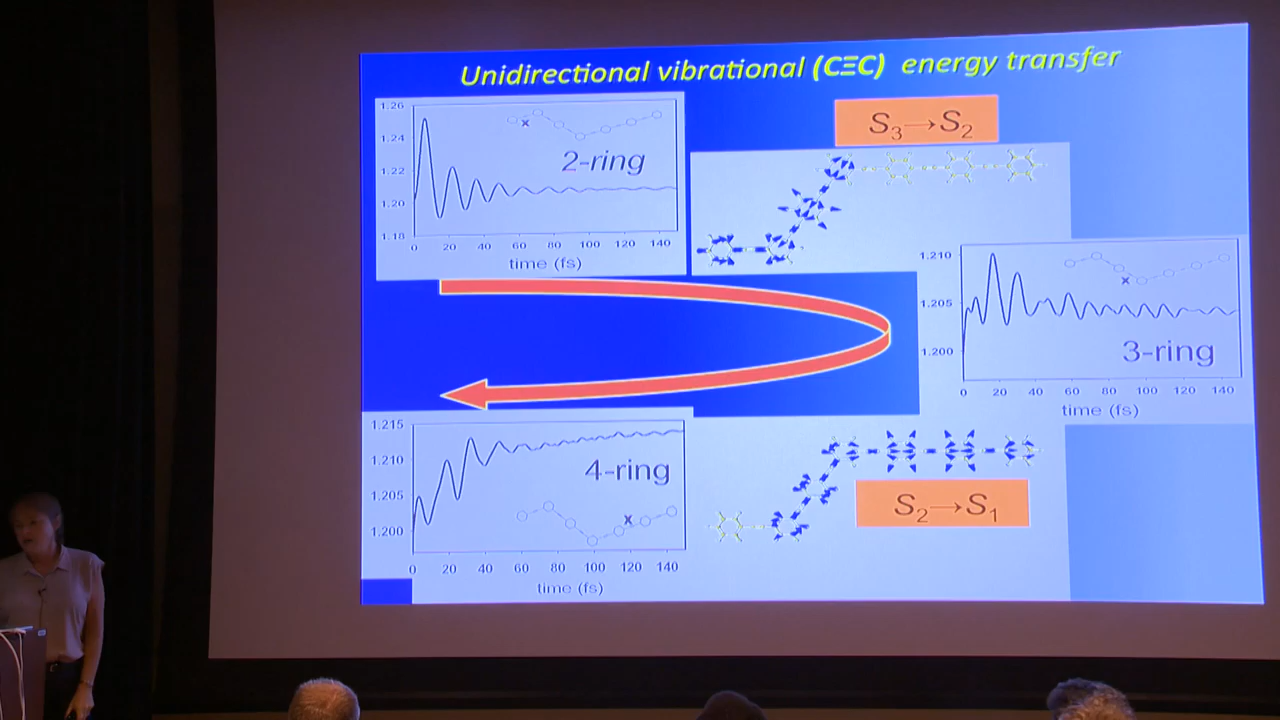 Unidirectional vibrational (CΞC) energy transfer
1.26
1.24
1.22
1.20
1.18
2-ring
0 20 40 60 80 100 120 140
time (fs)
S₃→S₂
1.210
1.205
1.200
3-ring
0 20 40 60 80 100 120 140
time (fs)
1.215
1.210
1.205
1.200
4-ring
0 20 40 60 80 100 120 140
time (fs)
S₂→S₁